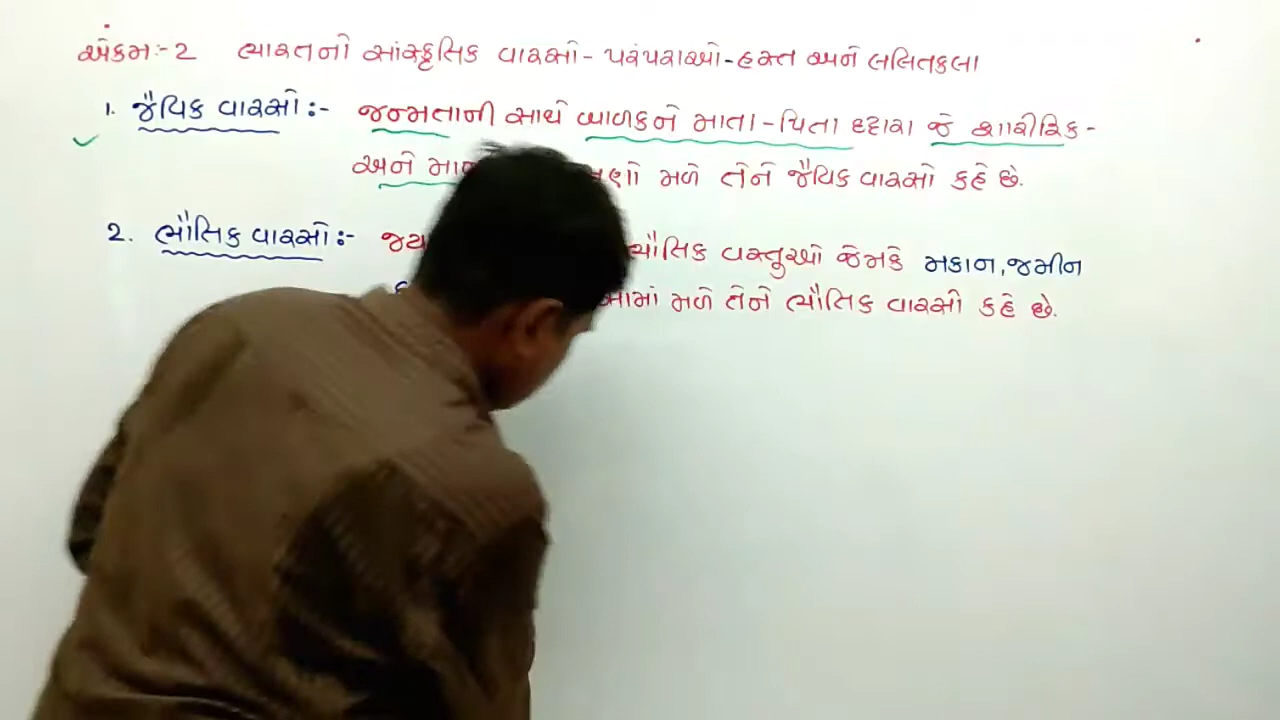 એકમઃ-૨ ભારતનો સાંસ્કૃતિક વારસો - પરંપરાઓ - હસ્ત અને લલિતકલા
૧. જૈવિક વારસો :- જન્મતાની સાથે બાળકને માતા - પિતા દ્વારા જે શારીરિક -
અને મળે તેને જૈવિક વારસો કહે છે.
૨. ભૌતિક વારસો :- ભૌતિક વસ્તુઓ જેમકે મકાન, જમીન
મળે તેને ભૌતિક વારસો કહે છે.